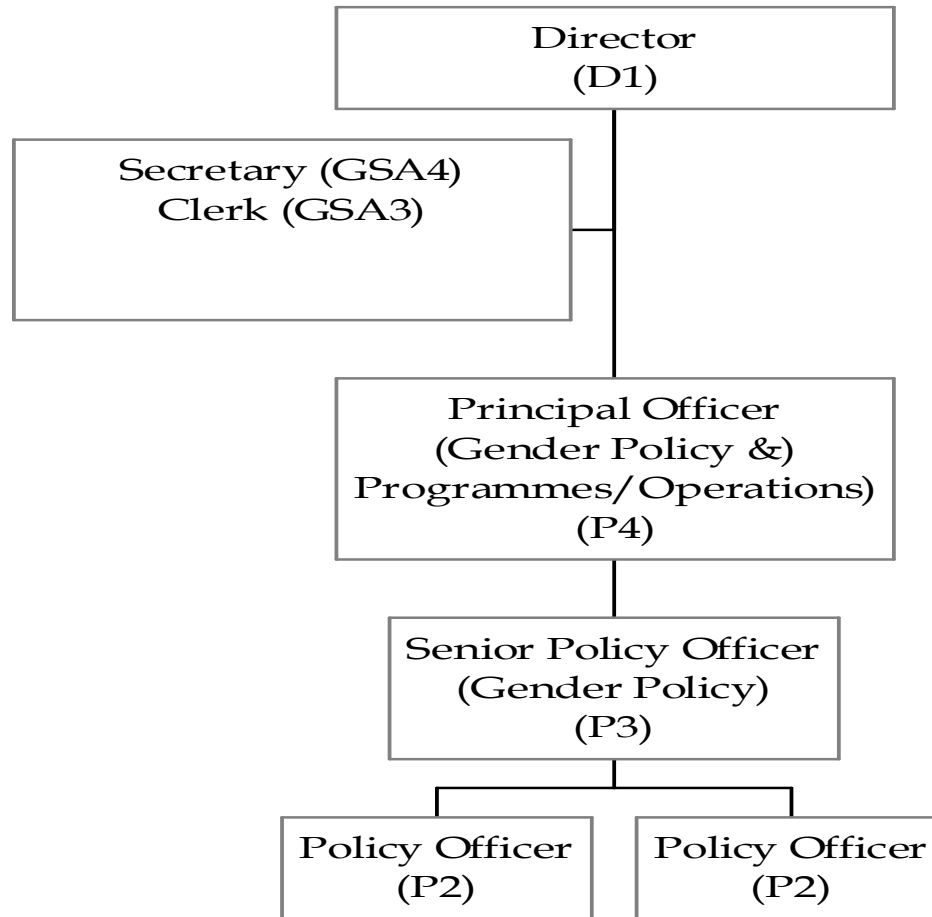 Director
(D1)
Secretary (GSA4)
Clerk (GSA3)
Principal Officer
(Gender Policy &)
Programmes/Operations)
(P4)
Senior Policy Officer
(Gender Policy)
(P3)
Policy Officer
(P2)
Policy Officer
(P2)